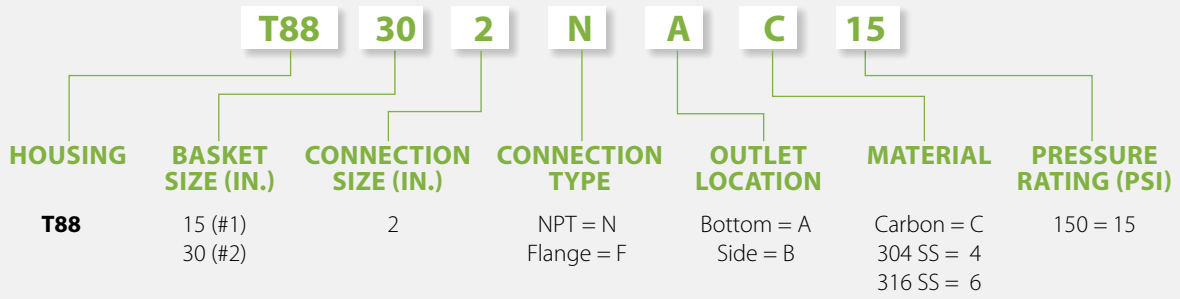 T88 30 2 N A C 15
HOUSING BASKET CONNECTION CONNECTION OUTLET MATERIAL PRESSURE
SIZE (IN.) SIZE (IN.) TYPE LOCATION RATING (PSI)
T88 15 (#1) 2 NPT = N Bottom = A Carbon = C 150 = 15
30 (#2) Flange = F Side = B 304 SS = 4
316 SS = 6